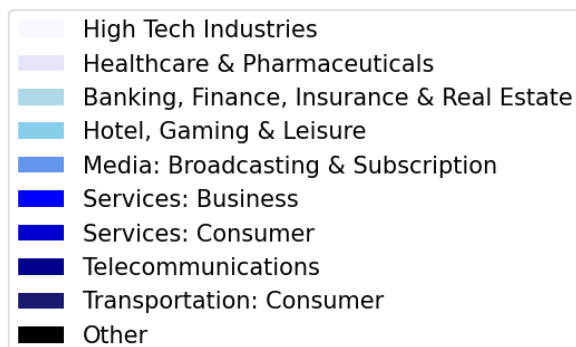 High Tech Industries
Healthcare & Pharmaceuticals
Banking, Finance, Insurance & Real Estate
Hotel, Gaming & Leisure
Media: Broadcasting & Subscription
Services: Business
Services: Consumer
Telecommunications
Transportation: Consumer
Other